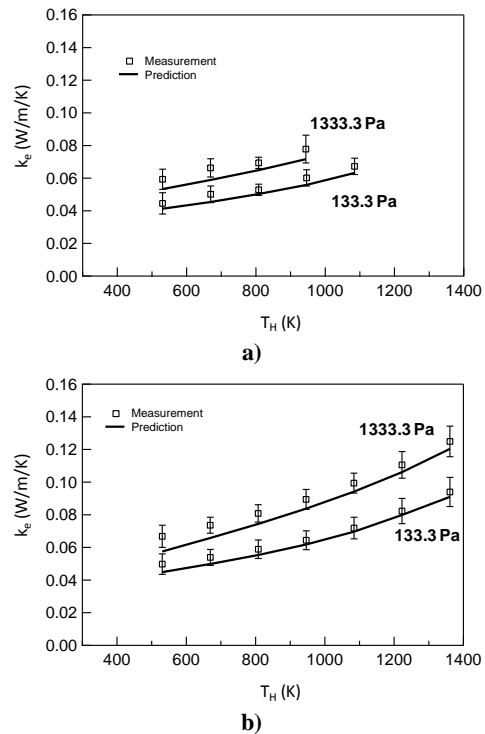 0.16
0.14
0.12
0.10
0.08
0.06
0.04
0.02
0.00
kₑ (W/m/K)
Measurement
Prediction
1333.3 Pa
133.3 Pa
400 600 800 1000 1200 1400
T_H (K)
a)
0.16
0.14
0.12
0.10
0.08
0.06
0.04
0.02
0.00
kₑ (W/m/K)
Measurement
Prediction
1333.3 Pa
133.3 Pa
400 600 800 1000 1200 1400
T_H (K)
b)